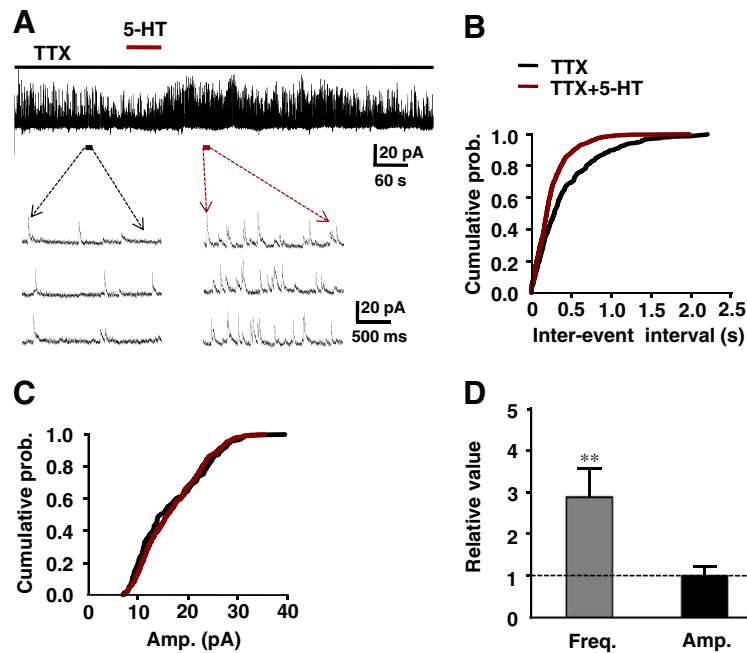 A
5-HT
TTX
20 pA
60 s
20 pA
500 ms
B
TTX
TTX+5-HT
Cumulative prob.
1.0
0.8
0.6
0.4
0.2
0.0
0 0.5 1.0 1.5 2.0 2.5
Inter-event interval (s)
C
Cumulative prob.
1.0
0.8
0.6
0.4
0.2
0.0
0 10 20 30 40
Amp. (pA)
D
Relative value
5
4
3
2
1
0
**
Freq. Amp.